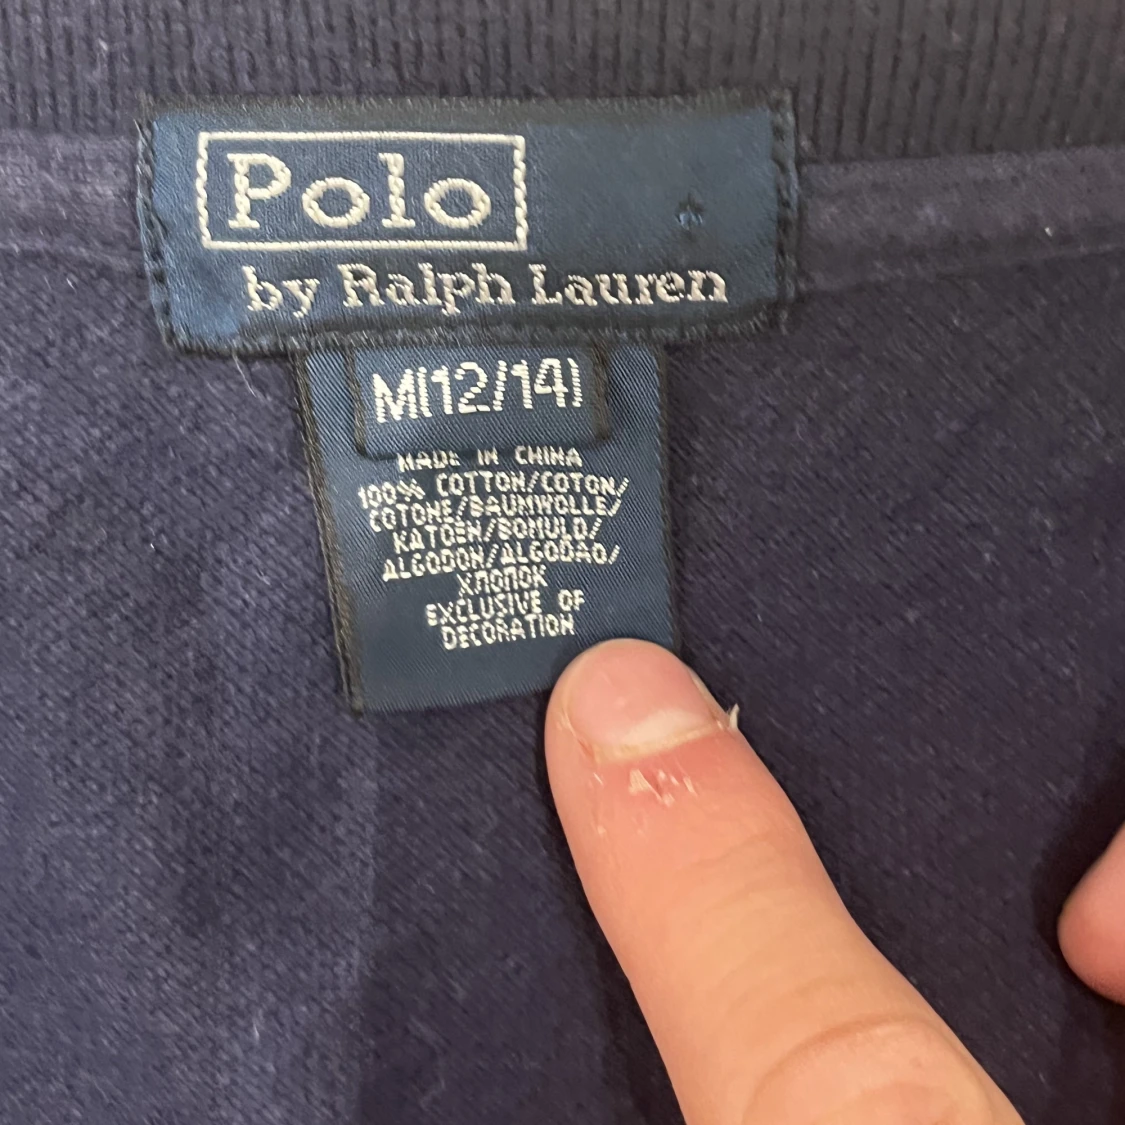 Polo
by Ralph Lauren
M(12/14)
MADE IN CHINA
100% COTTON/COTON/
COTONE/BAUMWOLLE/
KATOEN/BOMULD/
ALGODON/ALGODÃO/
ХЛОПОК
EXCLUSIVE OF
DECORATION